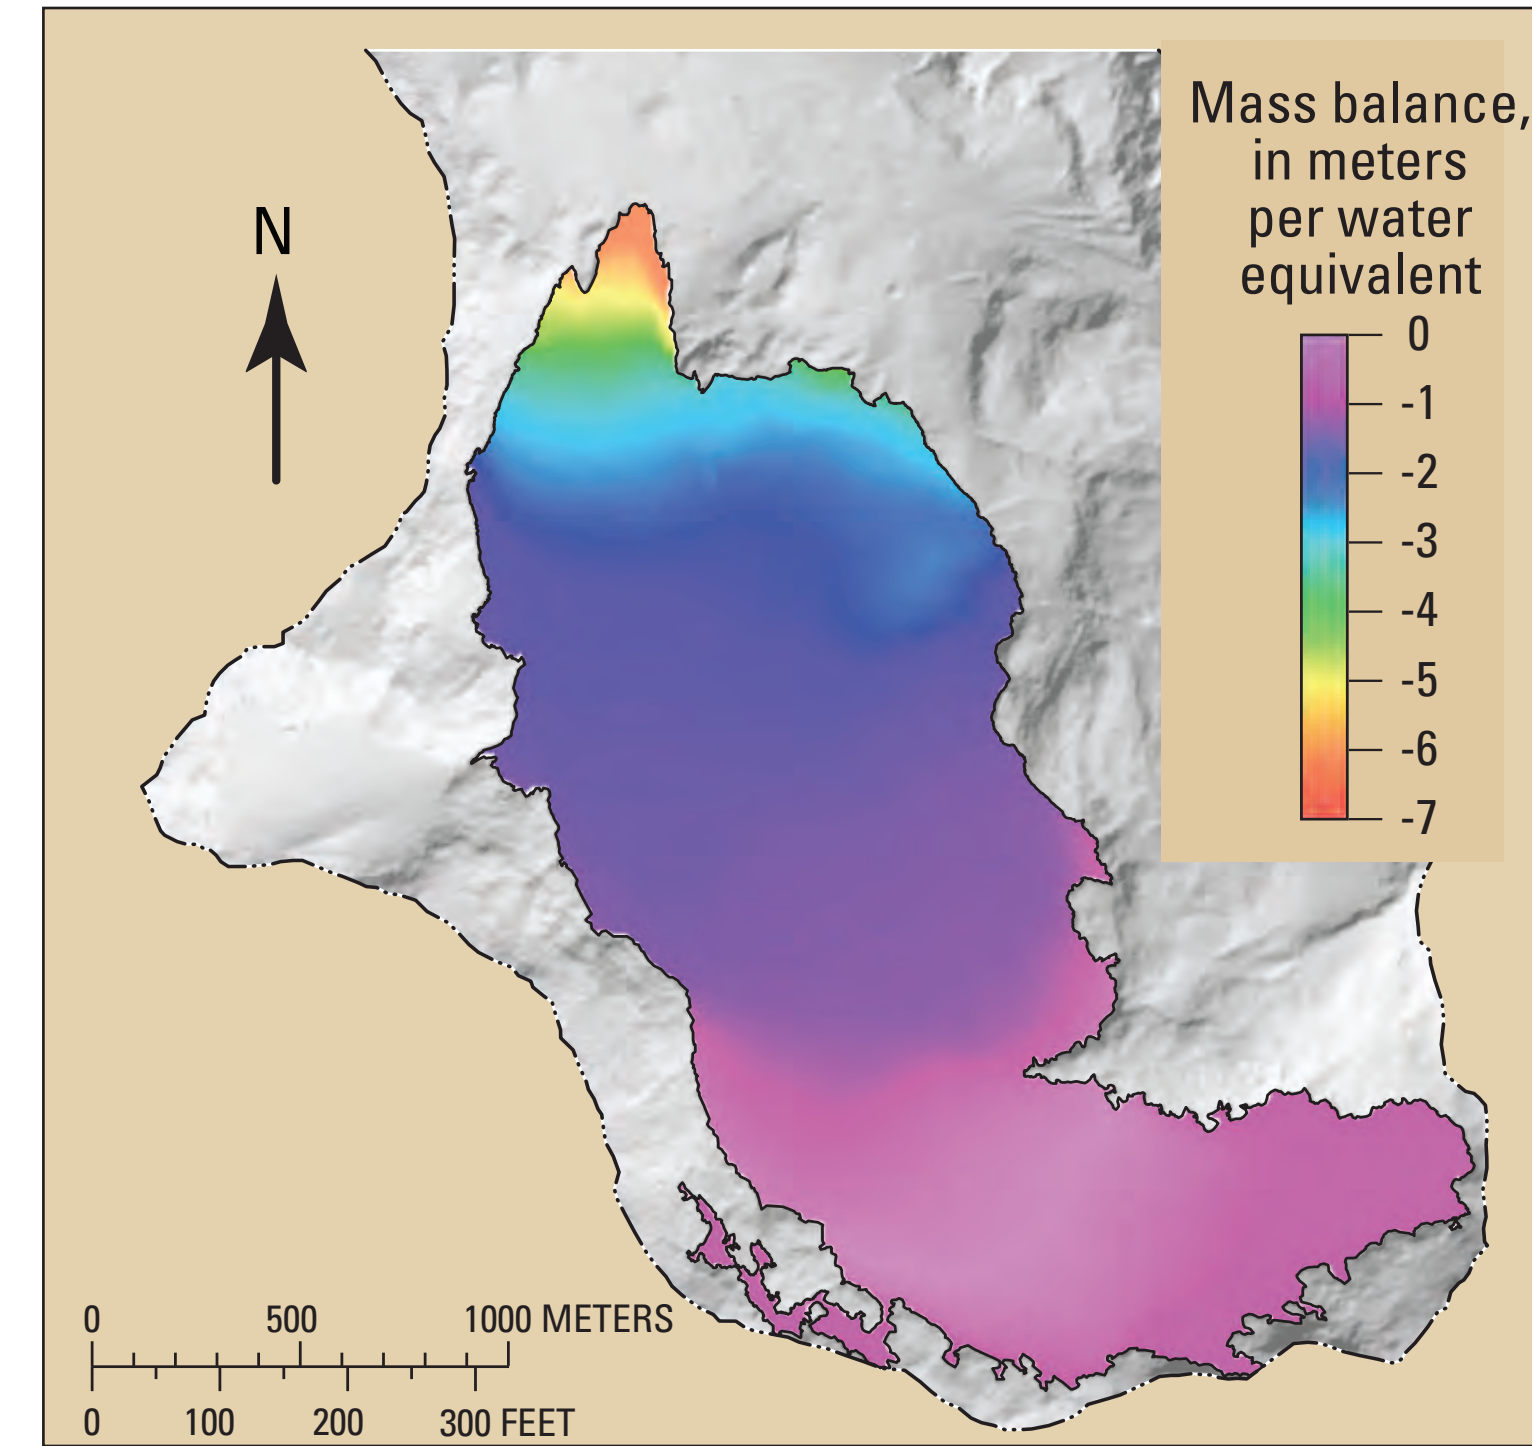 Mass balance,
in meters
per water
equivalent
N
0
-1
-2
-3
-4
-5
-6
-7
0 500 1000 METERS
0 100 200 300 FEET